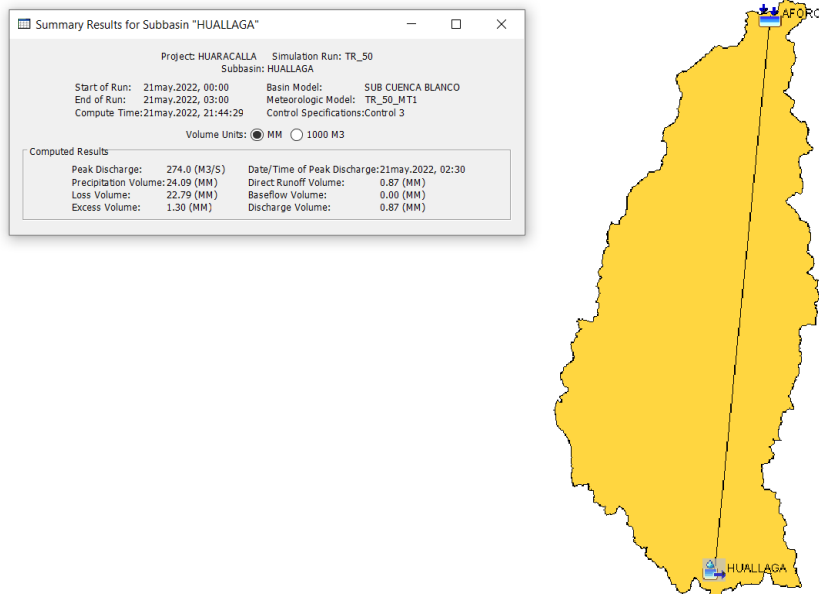 Summary Results for Subbasin "HUALLAGA"
Project: HUARACALLA Simulation Run: TR_50
Subbasin: HUALLAGA
Start of Run: 21may.2022, 00:00 Basin Model: SUB CUENCA BLANCO
End of Run: 21may.2022, 03:00 Meteorologic Model: TR_50_MT1
Compute Time:21may.2022, 21:44:29 Control Specifications:Control 3
Volume Units: MM 1000 M3
Computed Results
Peak Discharge: 274.0 (M3/S) Date/Time of Peak Discharge:21may.2022, 02:30
Precipitation Volume:24.09 (MM) Direct Runoff Volume: 0.87 (MM)
Loss Volume: 22.79 (MM) Baseflow Volume: 0.00 (MM)
Excess Volume: 1.30 (MM) Discharge Volume: 0.87 (MM)
AFORO
HUALLAGA